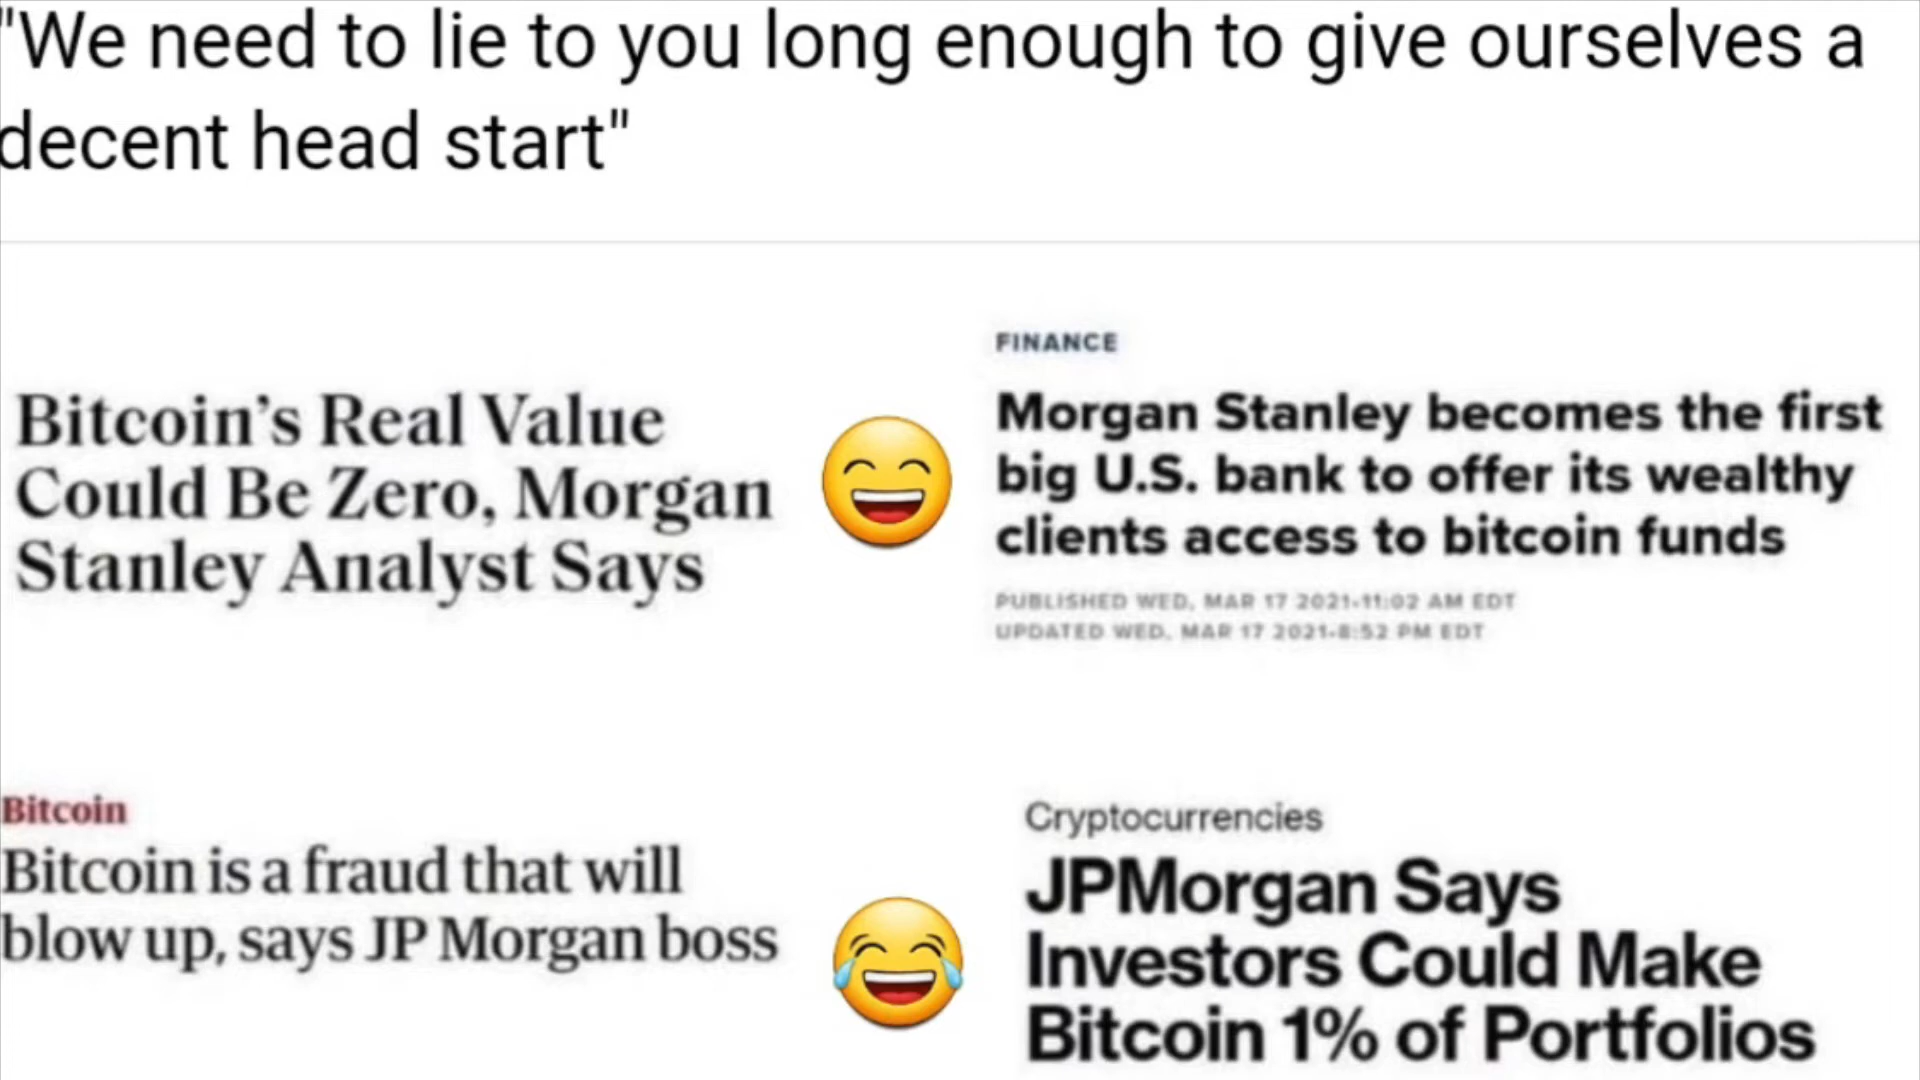 "We need to lie to you long enough to give ourselves a
decent head start"
Bitcoin's Real Value
Could Be Zero, Morgan
Stanley Analyst Says
FINANCE
Morgan Stanley becomes the first
big U.S. bank to offer its wealthy
clients access to bitcoin funds
PUBLISHED WED, MAR 17 2021-11:02 AM EDT
UPDATED WED, MAR 17 2021-8:52 PM EDT
Bitcoin
Bitcoin is a fraud that will
blow up, says JP Morgan boss
Cryptocurrencies
JPMorgan Says
Investors Could Make
Bitcoin 1% of Portfolios